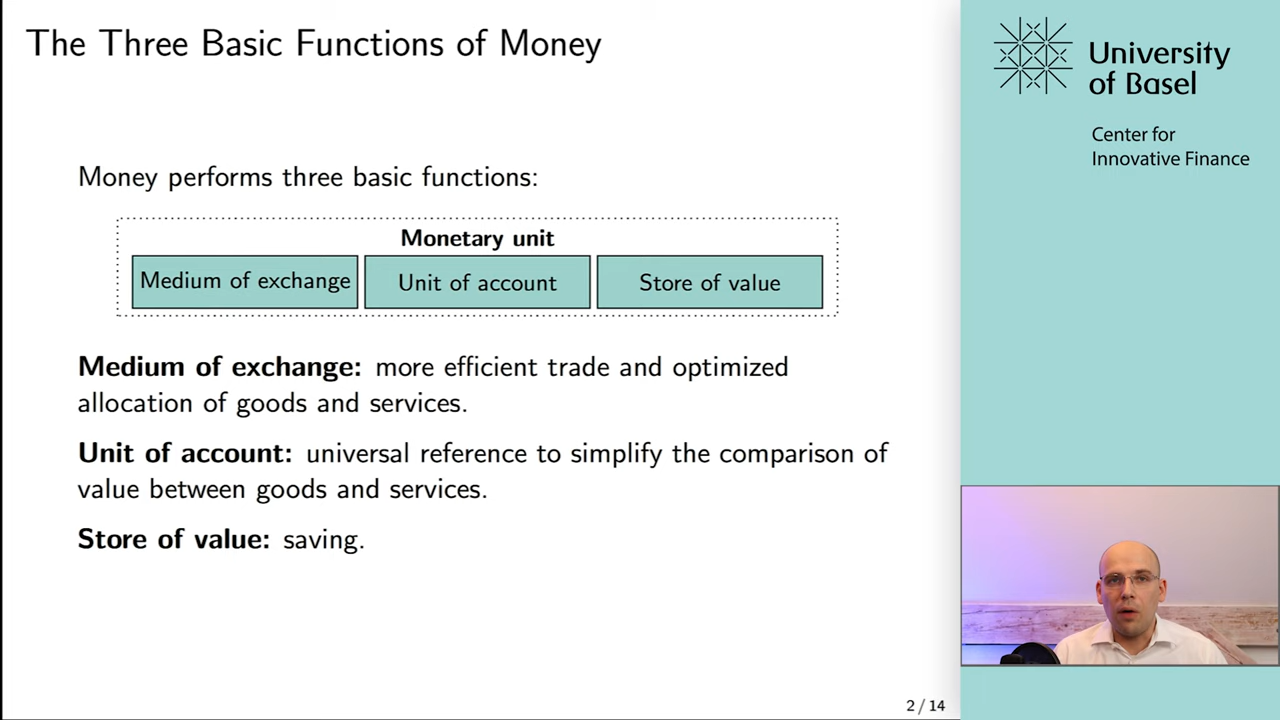 The Three Basic Functions of Money
Money performs three basic functions:
Monetary unit
Medium of exchange
Unit of account
Store of value
Medium of exchange: more efficient trade and optimized
allocation of goods and services.
Unit of account: universal reference to simplify the comparison of
value between goods and services.
Store of value: saving.
2 / 14
University
of Basel
Center for
Innovative Finance